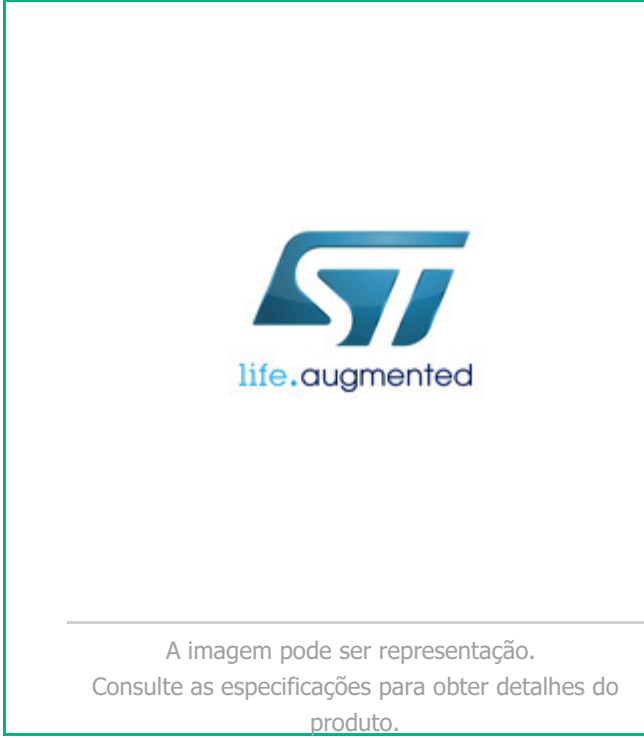 ST
life.augmented
A imagem pode ser representação.
Consulte as especificações para obter detalhes do
produto.